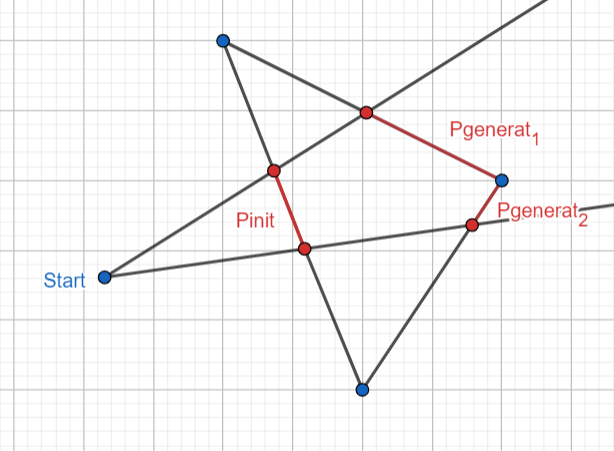 Pgenerat₁
Pgenerat₂
Pinit
Start